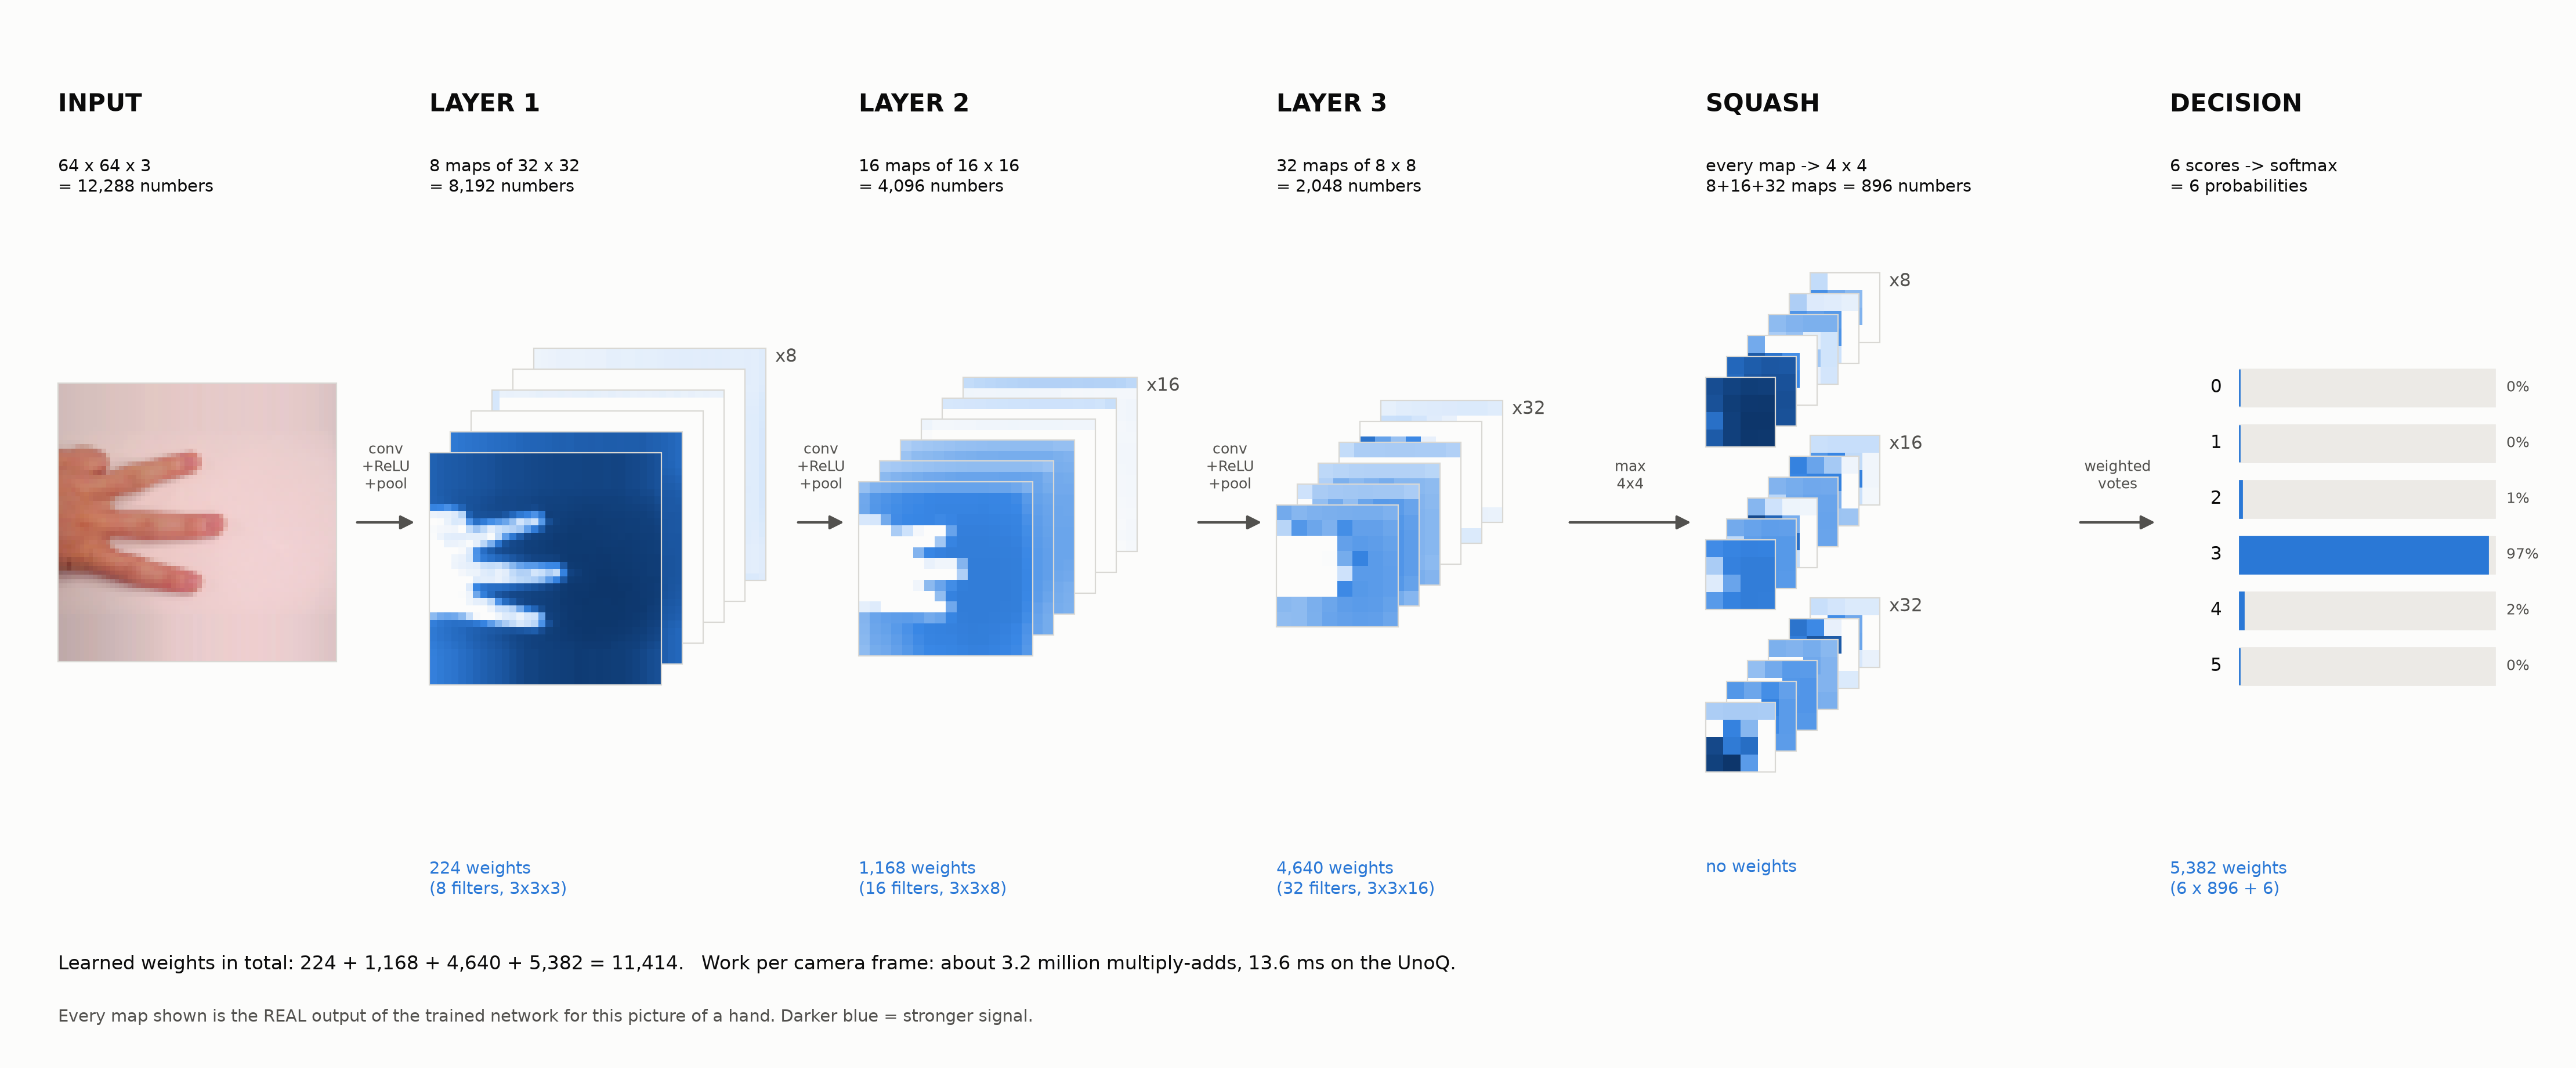 INPUT
64 x 64 x 3
= 12,288 numbers
LAYER 1
8 maps of 32 x 32
= 8,192 numbers
LAYER 2
16 maps of 16 x 16
= 4,096 numbers
LAYER 3
32 maps of 8 x 8
= 2,048 numbers
SQUASH
every map -> 4 x 4
8+16+32 maps = 896 numbers
DECISION
6 scores -> softmax
= 6 probabilities
conv
+ReLU
+pool
x8
conv
+ReLU
+pool
x16
conv
+ReLU
+pool
x32
max
4x4
x8
x16
x32
weighted
votes
0 0%
1 0%
2 1%
3 97%
4 2%
5 0%
224 weights
(8 filters, 3x3x3)
1,168 weights
(16 filters, 3x3x8)
4,640 weights
(32 filters, 3x3x16)
no weights
5,382 weights
(6 x 896 + 6)
Learned weights in total: 224 + 1,168 + 4,640 + 5,382 = 11,414. Work per camera frame: about 3.2 million multiply-adds, 13.6 ms on the UnoQ.
Every map shown is the REAL output of the trained network for this picture of a hand. Darker blue = stronger signal.